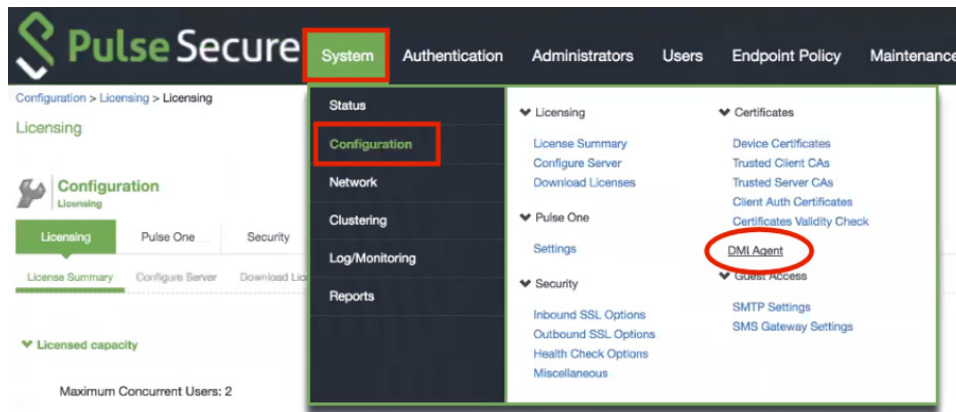 Pulse Secure
System Authentication Administrators Users Endpoint Policy Maintenance
Configuration > Licensing > Licensing
Licensing
Configuration
Licensing
Licensing Pulse One Security
License Summary Configure Server Download Lic
Licensed capacity
Maximum Concurrent Users: 2
Status
Configuration
Network
Clustering
Log/Monitoring
Reports
Licensing
License Summary
Configure Server
Download Licenses
Pulse One
Settings
Security
Inbound SSL Options
Outbound SSL Options
Health Check Options
Miscellaneous
Certificates
Device Certificates
Trusted Client CAs
Trusted Server CAs
Client Auth Certificates
Certificates Validity Check
DMI Agent
Guest Access
SMTP Settings
SMS Gateway Settings